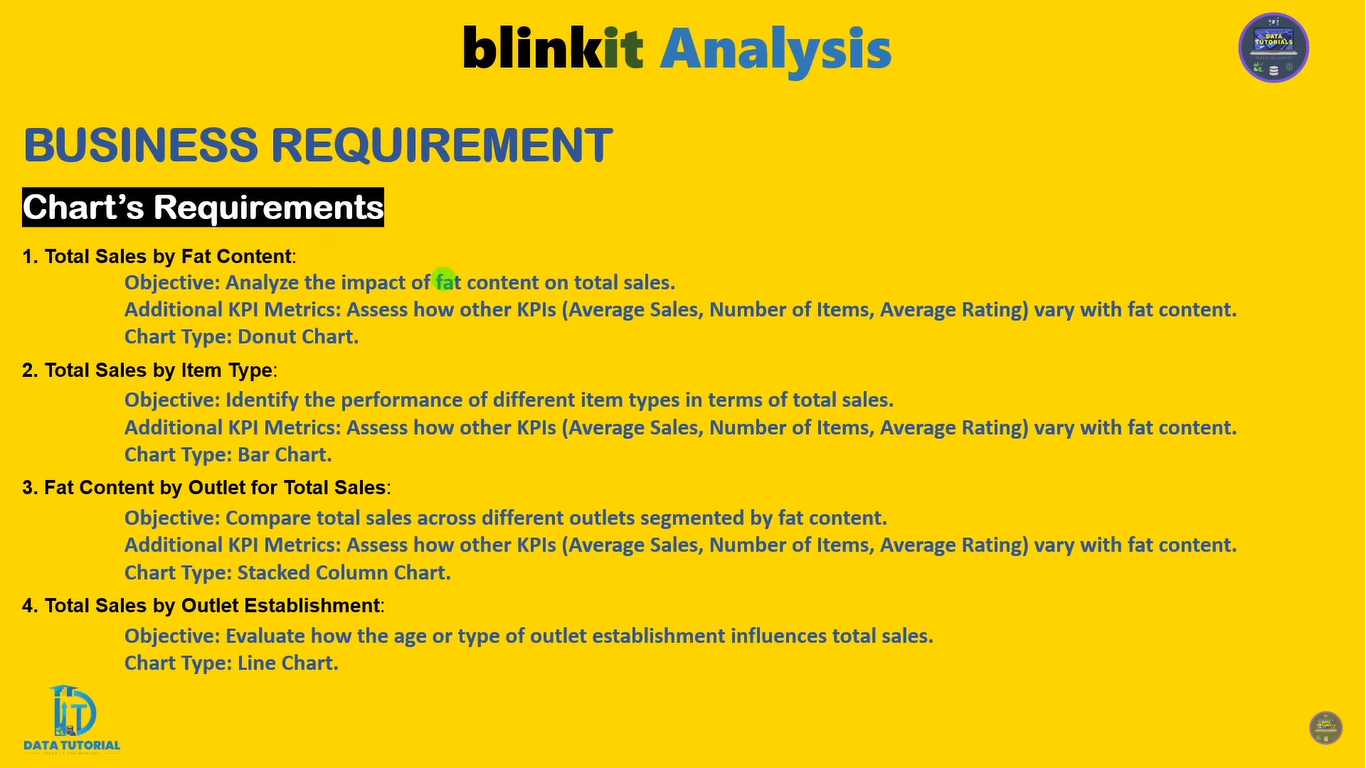 blinkit Analysis
DATA
TUTORIALS
BUSINESS REQUIREMENT
Chart’s Requirements
1. Total Sales by Fat Content:
Objective: Analyze the impact of fat content on total sales.
Additional KPI Metrics: Assess how other KPIs (Average Sales, Number of Items, Average Rating) vary with fat content.
Chart Type: Donut Chart.
2. Total Sales by Item Type:
Objective: Identify the performance of different item types in terms of total sales.
Additional KPI Metrics: Assess how other KPIs (Average Sales, Number of Items, Average Rating) vary with fat content.
Chart Type: Bar Chart.
3. Fat Content by Outlet for Total Sales:
Objective: Compare total sales across different outlets segmented by fat content.
Additional KPI Metrics: Assess how other KPIs (Average Sales, Number of Items, Average Rating) vary with fat content.
Chart Type: Stacked Column Chart.
4. Total Sales by Outlet Establishment:
Objective: Evaluate how the age or type of outlet establishment influences total sales.
Chart Type: Line Chart.
DATA TUTORIAL